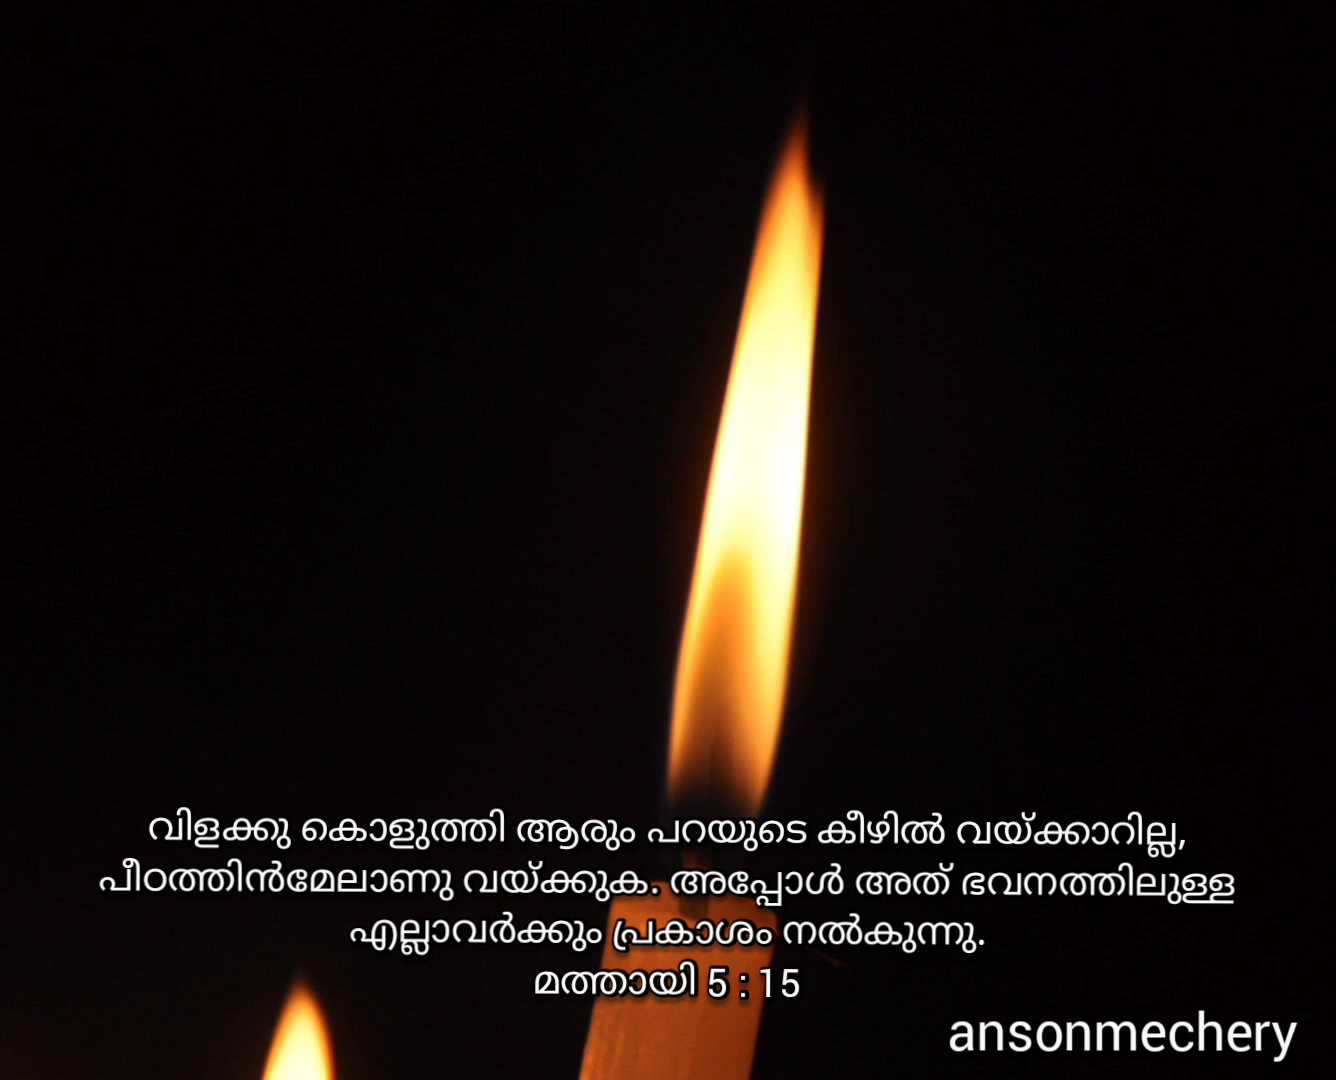 വിളക്കു കൊളുത്തി ആരും പറയുടെ കീഴിൽ വയ്ക്കാറില്ല,
പീഠത്തിൻമേലാണു വയ്ക്കുക. അപ്പോൾ അത് ഭവനത്തിലുള്ള
എല്ലാവർക്കും പ്രകാശം നൽകുന്നു.
മത്തായി 5 : 15
ansonmechery